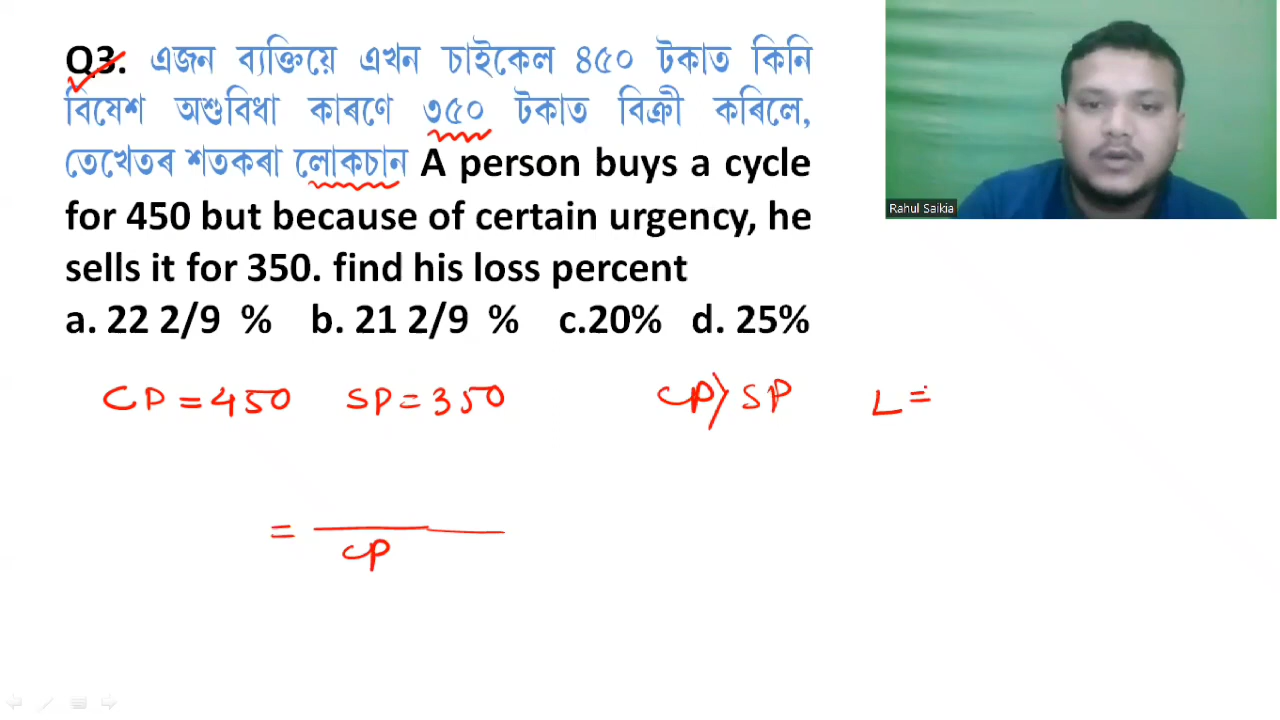 Q3. এজন ব্যক্তিয়ে এখন চাইকেল ৪৫০ টকাত কিনি
বিষেশ অশুবিধা কাৰণে ৩৫০ টকাত বিক্ৰী কৰিলে,
তেখেতৰ শতকৰা লোকচান A person buys a cycle
for 450 but because of certain urgency, he
sells it for 350. find his loss percent
a. 22 2/9 % b. 21 2/9 % c.20% d. 25%
CP = 450 SP = 350 CP > SP L =
=
CP
Rahul Saikia